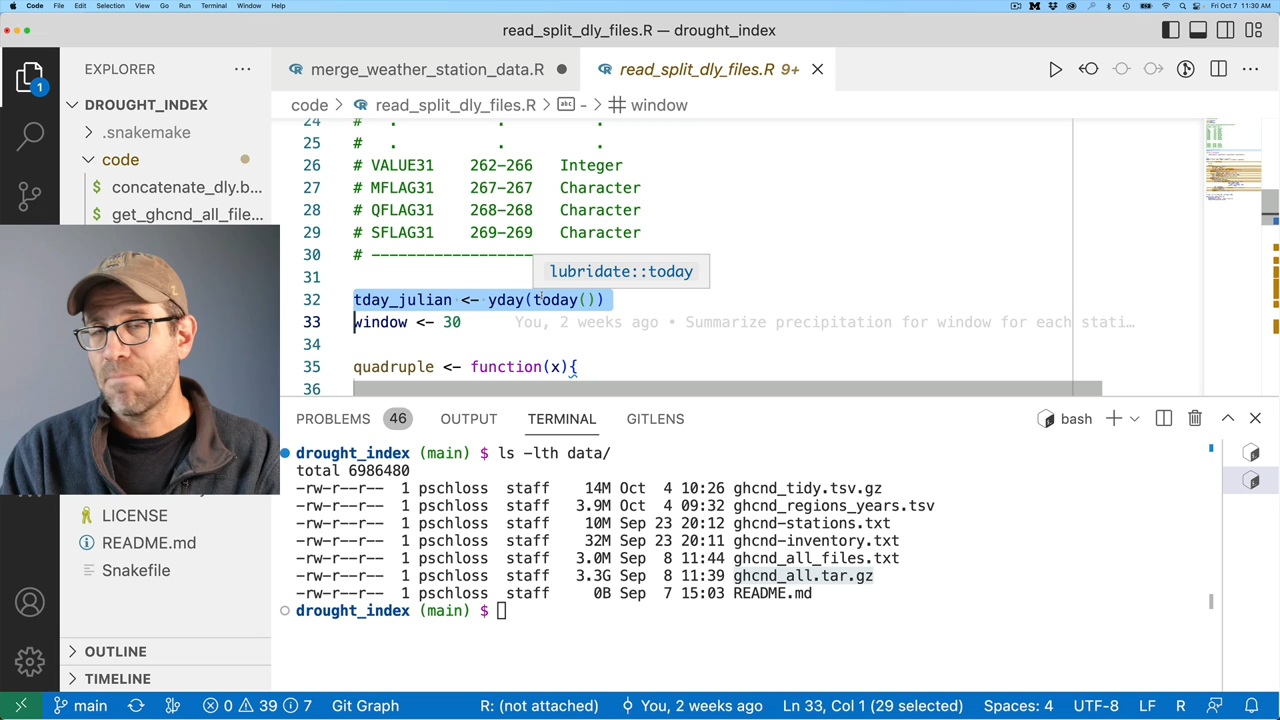 Code File Edit Selection View Go Run Terminal Window Help Fri Oct 7 11:30 AM
read_split_dly_files.R — drought_index
EXPLORER
merge_weather_station_data.R
read_split_dly_files.R 9+
1
DROUGHT_INDEX
code > read_split_dly_files.R > - > window
.snakemake
code
concatenate_dly.b...
get_ghcnd_all_file...
24 # . . .
25 # . . .
26 # VALUE31 262-266 Integer
27 # MFLAG31 267-267 Character
28 # QFLAG31 268-268 Character
29 # SFLAG31 269-269 Character
30 # --------------------
31
lubridate::today
32 tday_julian <- yday(today())
33 window <- 30 You, 2 weeks ago • Summarize precipitation for window for each stati...
34
35 quadruple <- function(x){
36
PROBLEMS 46 OUTPUT TERMINAL GITLENS bash
drought_index (main) $ ls -lth data/
total 6986480
-rw-r--r-- 1 pschloss staff 14M Oct 4 10:26 ghcnd_tidy.tsv.gz
-rw-r--r-- 1 pschloss staff 3.9M Oct 4 09:32 ghcnd_regions_years.tsv
-rw-r--r-- 1 pschloss staff 10M Sep 23 20:12 ghcnd-stations.txt
-rw-r--r-- 1 pschloss staff 32M Sep 23 20:11 ghcnd-inventory.txt
-rw-r--r-- 1 pschloss staff 3.0M Sep 8 11:44 ghcnd_all_files.txt
-rw-r--r-- 1 pschloss staff 3.3G Sep 8 11:39 ghcnd_all.tar.gz
-rw-r--r-- 1 pschloss staff 0B Sep 7 15:03 README.md
drought_index (main) $
LICENSE
README.md
Snakefile
OUTLINE
TIMELINE
main 0 39 7 Git Graph R: (not attached) You, 2 weeks ago Ln 33, Col 1 (29 selected) Spaces: 4 UTF-8 LF R